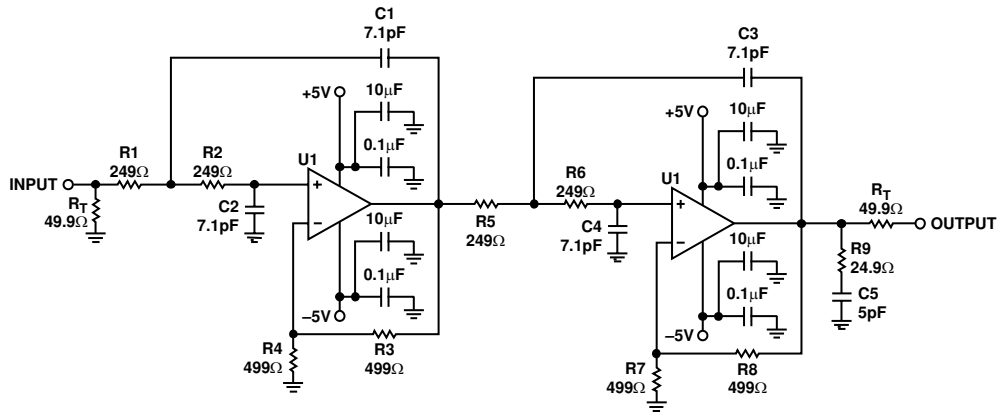 C1
7.1pF
+5V
10μF
0.1μF
R1
249Ω
R2
249Ω
U1
INPUT
RT
49.9Ω
C2
7.1pF
+
–
10μF
0.1μF
–5V
R4
499Ω
R3
499Ω
R5
249Ω
C3
7.1pF
+5V
10μF
0.1μF
R6
249Ω
U1
C4
7.1pF
+
–
10μF
0.1μF
–5V
R7
499Ω
R8
499Ω
RT
49.9Ω
OUTPUT
R9
24.9Ω
C5
5pF